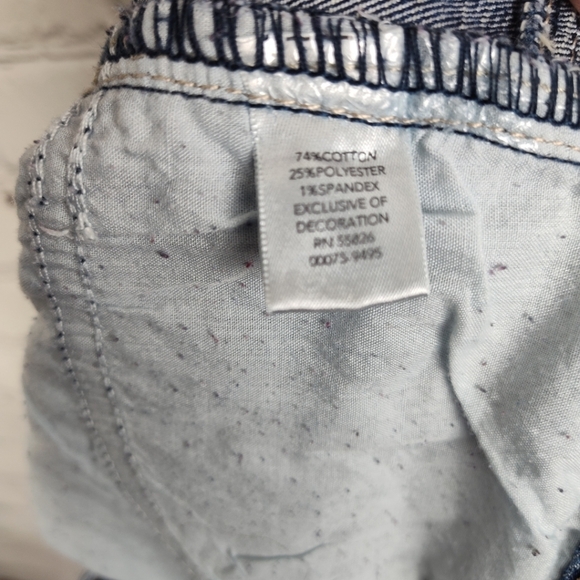 74%COTTON
25%POLYESTER
1%SPANDEX
EXCLUSIVE OF
DECORATION
RN 55826
00075-9495